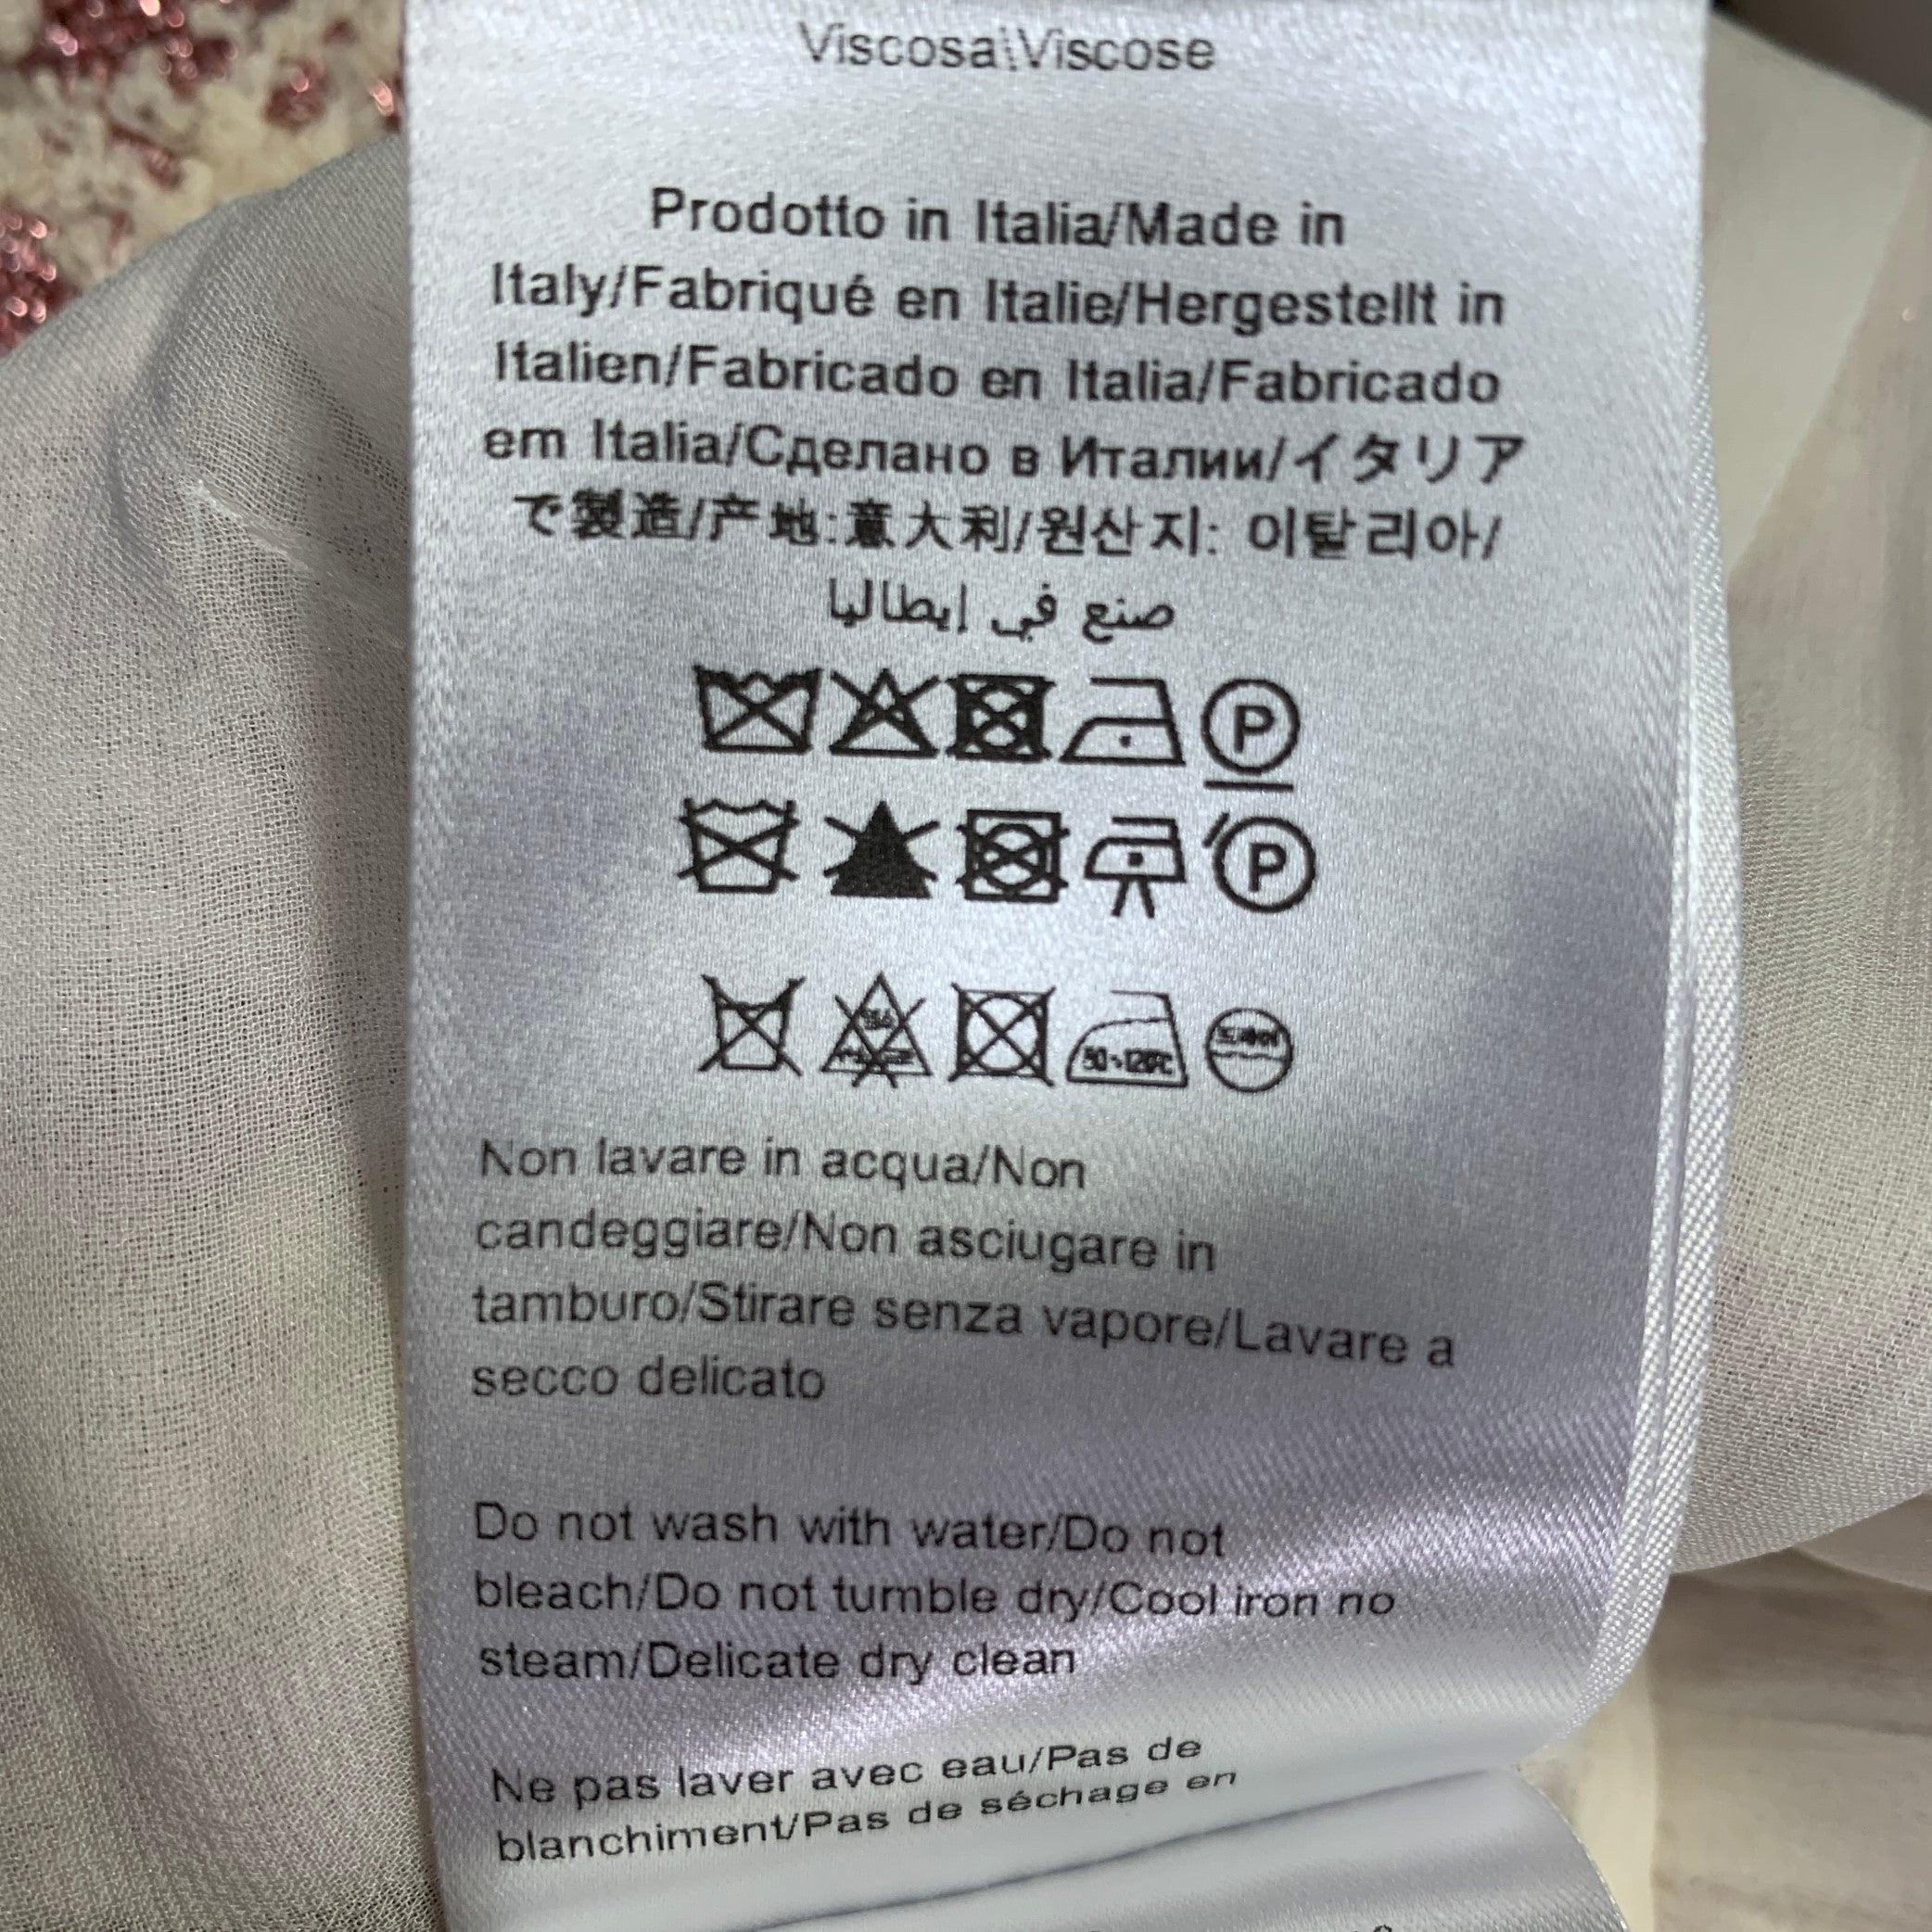 Viscosa\Viscose
Prodotto in Italia/Made in
Italy/Fabriqué en Italie/Hergestellt in
Italien/Fabricado en Italia/Fabricado
em Italia/Сделано в Италии/イタリア
で製造/产地:意大利/원산지: 이탈리아/
صنع في إيطاليا
P
P
Non lavare in acqua/Non
candeggiare/Non asciugare in
tamburo/Stirare senza vapore/Lavare a
secco delicato
Do not wash with water/Do not
bleach/Do not tumble dry/Cool iron no
steam/Delicate dry clean
Ne pas laver avec eau/Pas de
blanchiment/Pas de séchage en